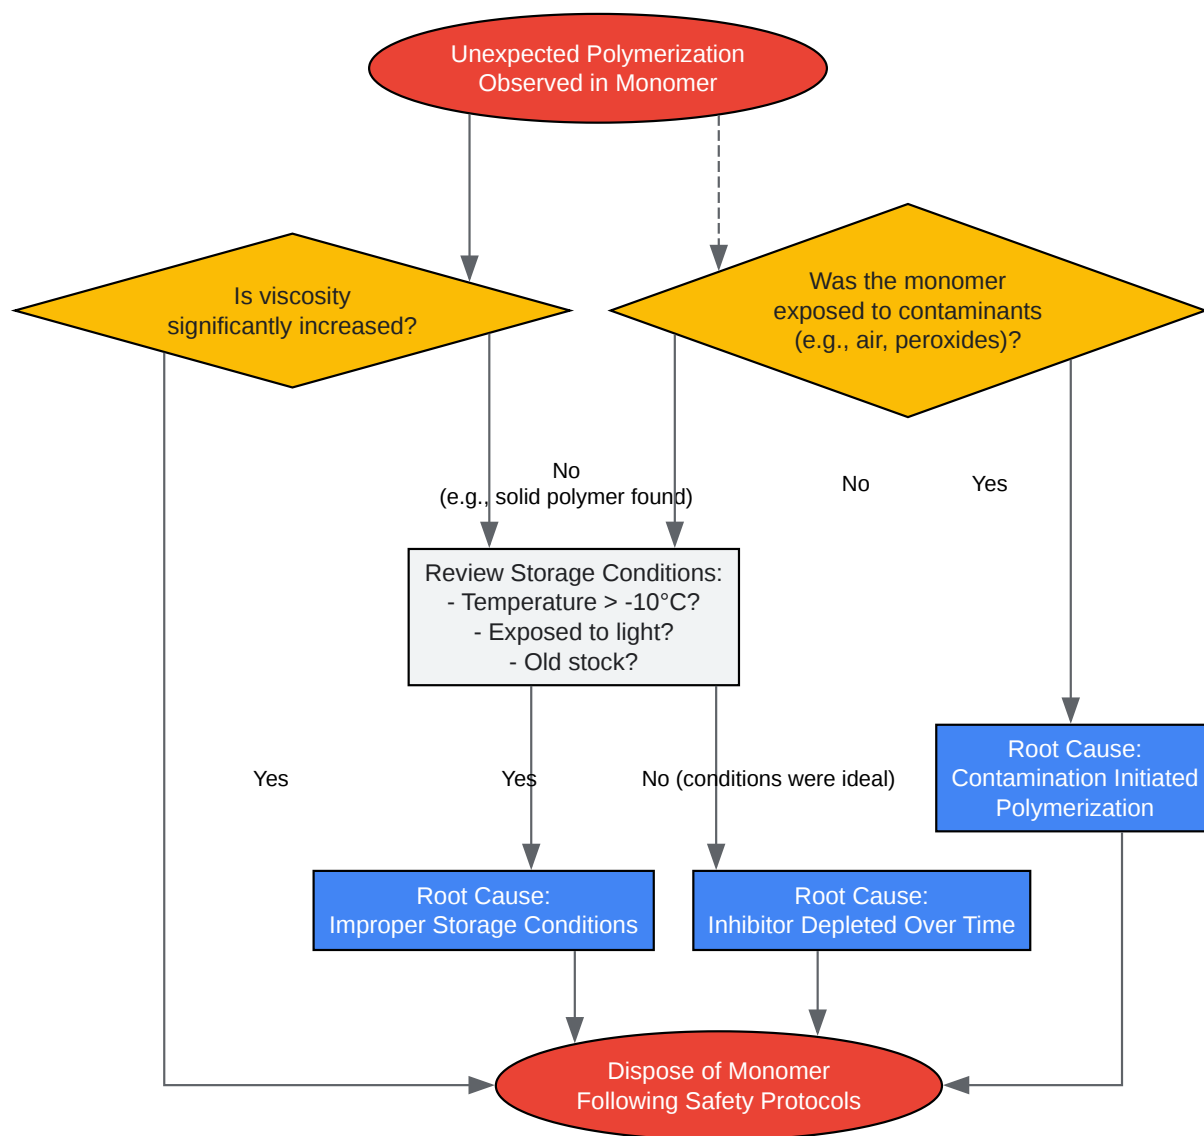 Unexpected Polymerization
Observed in Monomer
Is viscosity
significantly increased?
Was the monomer
exposed to contaminants
(e.g., air, peroxides)?
No
(e.g., solid polymer found)
No
Yes
Review Storage Conditions:
- Temperature > -10°C?
- Exposed to light?
- Old stock?
Yes
Yes
No (conditions were ideal)
Root Cause:
Contamination Initiated
Polymerization
Root Cause:
Improper Storage Conditions
Root Cause:
Inhibitor Depleted Over Time
Dispose of Monomer
Following Safety Protocols